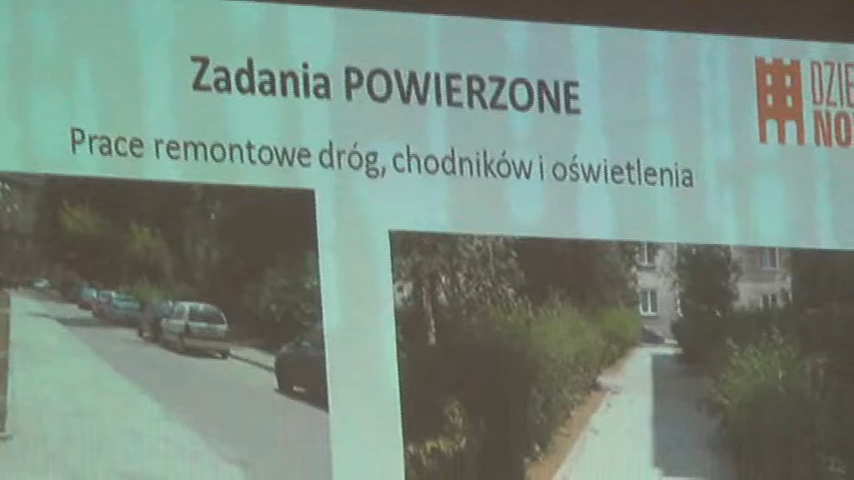 Zadania POWIERZONE
Prace remontowe dróg, chodników i oświetlenia